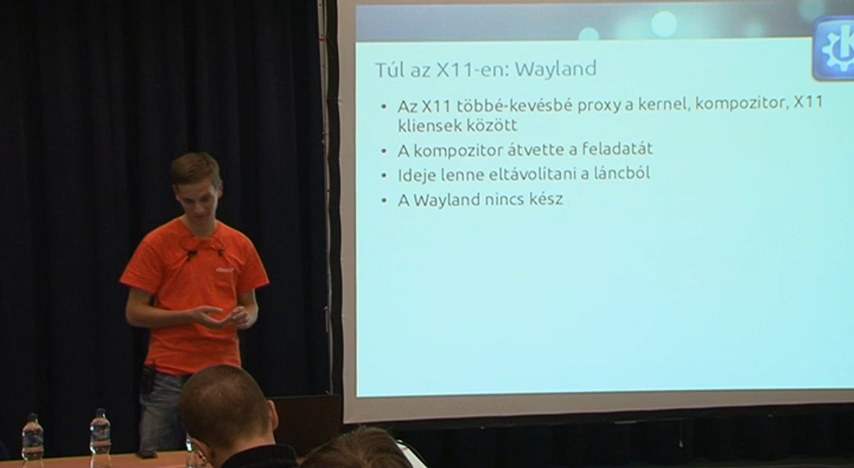 Túl az X11-en: Wayland
• Az X11 többé-kevésbé proxy a kernel, kompozitor, X11
kliensek között
• A kompozitor átvette a feladatát
• Ideje lenne eltávolítani a láncból
• A Wayland nincs kész
K